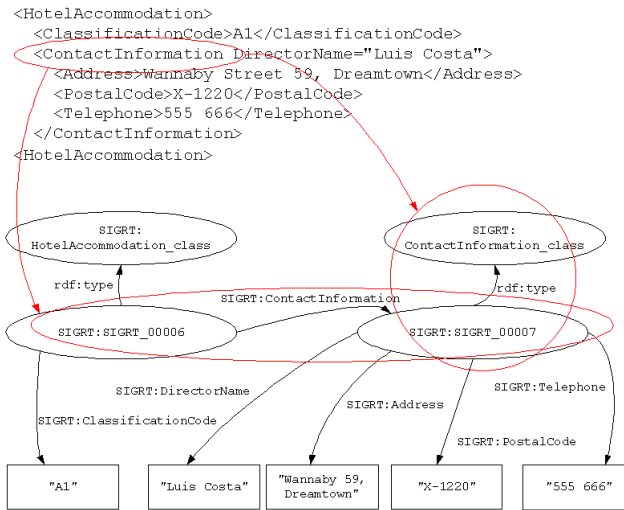 <HotelAccommodation>
<ClassificationCode>A1</ClassificationCode>
<ContactInformation DirectorName="Luis Costa">
<Address>Wannaby Street 59, Dreamtown</Address>
<PostalCode>X-1220</PostalCode>
<Telephone>555 666</Telephone>
</ContactInformation>
<HotelAccommodation>
SIGRT:
HotelAccommodation_class
SIGRT:
ContactInformation_class
rdf:type
rdf:type
SIGRT:ContactInformation
SIGRT:SIGRT_00006
SIGRT:SIGRT_00007
SIGRT:DirectorName
SIGRT:Telephone
SIGRT:Address
SIGRT:ClassificationCode
SIGRT:PostalCode
"A1"
"Luis Costa"
"Wannaby 59,
Dreamtown"
"X-1220"
"555 666"